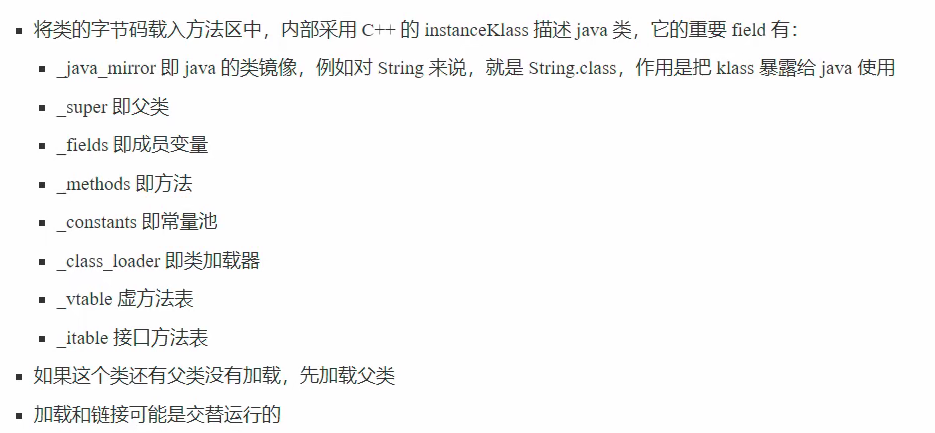 将类的字节码载入方法区中，内部采用 C++ 的 instanceKlass 描述 java 类，它的重要 field 有：
_java_mirror 即 java 的类镜像，例如对 String 来说，就是 String.class，作用是把 klass 暴露给 java 使用
_super 即父类
_fields 即成员变量
_methods 即方法
_constants 即常量池
_class_loader 即类加载器
_vtable 虚方法表
_itable 接口方法表
如果这个类还有父类没有加载，先加载父类
加载和链接可能是交替运行的